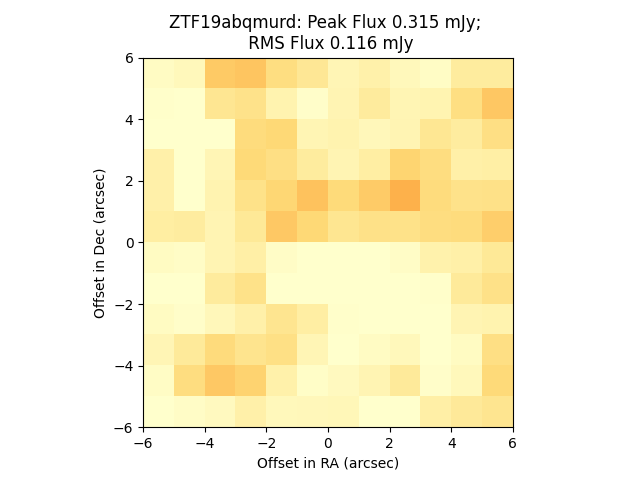 ZTF19abqmurd: Peak Flux 0.315 mJy;
RMS Flux 0.116 mJy
6
4
2
0
−2
−4
−6
Offset in Dec (arcsec)
−6 −4 −2 0 2 4 6
Offset in RA (arcsec)